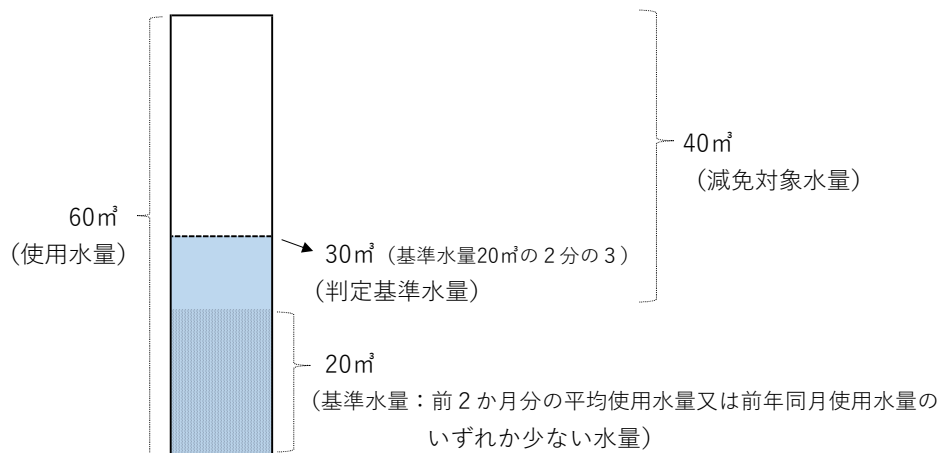 40㎥
（減免対象水量）
60㎥
（使用水量）
30㎥（基準水量20㎥の２分の３）
（判定基準水量）
20㎥
（基準水量：前２か月分の平均使用水量又は前年同月使用水量の
いずれか少ない水量）